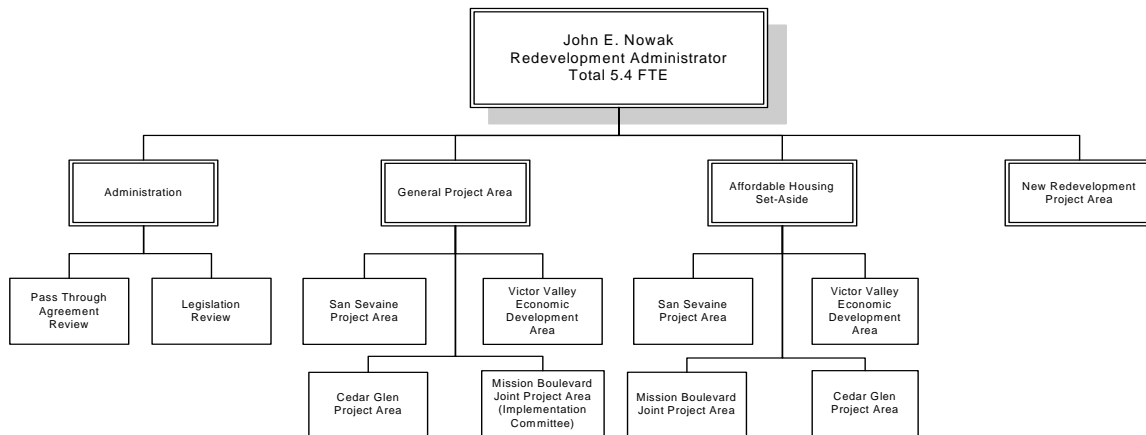 John E. Nowak
Redevelopment Administrator
Total 5.4 FTE
Administration
General Project Area
Affordable Housing
Set-Aside
New Redevelopment
Project Area
Pass Through
Agreement
Review
Legislation
Review
San Sevaine
Project Area
Victor Valley
Economic
Development
Area
San Sevaine
Project Area
Victor Valley
Economic
Development
Area
Cedar Glen
Project Area
Mission Boulevard
Joint Project Area
(Implementation
Committee)
Mission Boulevard
Joint Project Area
Cedar Glen
Project Area